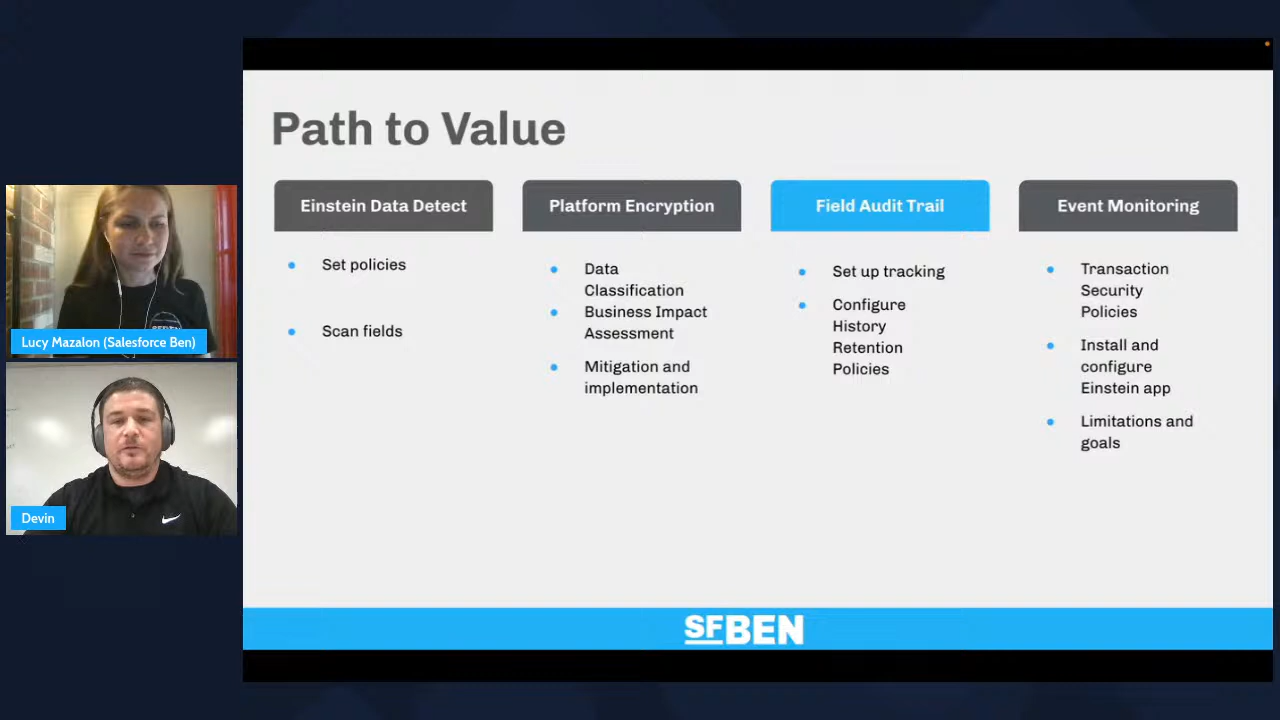 Path to Value
Einstein Data Detect
Set policies
Scan fields
Platform Encryption
Data
Classification
Business Impact
Assessment
Mitigation and
implementation
Field Audit Trail
Set up tracking
Configure
History
Retention
Policies
Event Monitoring
Transaction
Security
Policies
Install and
configure
Einstein app
Limitations and
goals
Lucy Mazalon (Salesforce Ben)
Devin
SFBEN